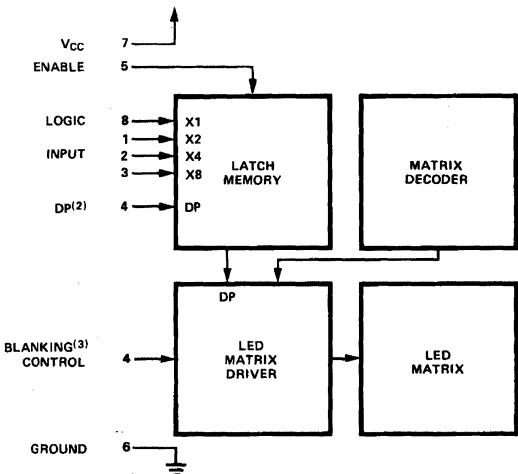 VCC 7
ENABLE 5
LOGIC 8 X1
1 X2
INPUT 2 X4
3 X8
DP(2) 4 DP
LATCH
MEMORY
MATRIX
DECODER
DP
BLANKING(3)
CONTROL 4
LED
MATRIX
DRIVER
LED
MATRIX
GROUND 6